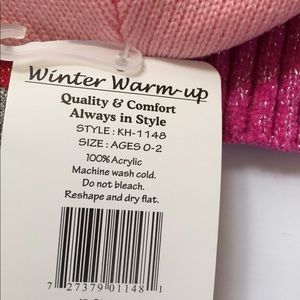 Winter Warm-up
Quality & Comfort
Always in Style
STYLE : KH-1148
SIZE : AGES 0-2
100% Acrylic
Machine wash cold.
Do not bleach.
Reshape and dry flat.
7 27379 01148 1